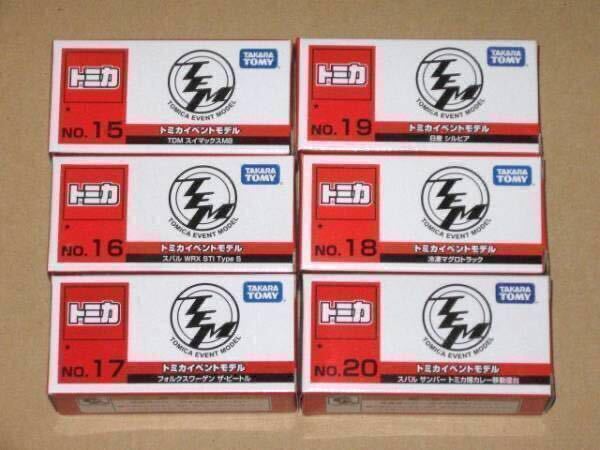 トミカ
TEM
TOMICA EVENT MODEL
TAKARA TOMY
NO. 15
トミカイベントモデル
TDM スイマックスMB
トミカ
TEM
TOMICA EVENT MODEL
TAKARA TOMY
NO. 19
トミカイベントモデル
日産 シルビア
トミカ
TEM
TOMICA EVENT MODEL
TAKARA TOMY
NO. 16
トミカイベントモデル
スバル WRX STI Type S
トミカ
TEM
TOMICA EVENT MODEL
TAKARA TOMY
NO. 18
トミカイベントモデル
冷凍マグロトラック
トミカ
TEM
TOMICA EVENT MODEL
TAKARA TOMY
NO. 17
トミカイベントモデル
フォルクスワーゲン ザ・ビートル
トミカ
TEM
TOMICA EVENT MODEL
TAKARA TOMY
NO. 20
トミカイベントモデル
スバル サンバー トミカ博カレー移動屋台